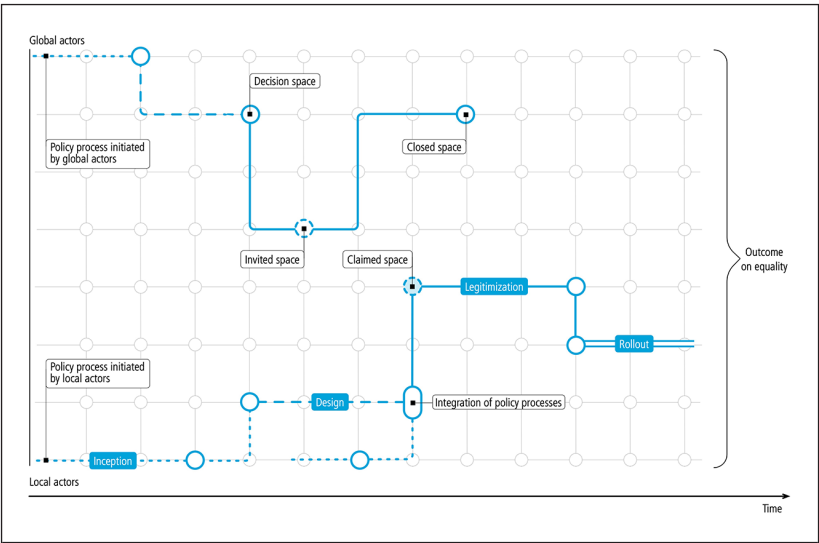 Global actors
Decision space
Policy process initiated
by global actors
Closed space
Invited space
Claimed space
Outcome
on equality
Legitimization
Rollout
Policy process initiated
by local actors
Design
Integration of policy processes
Inception
Local actors
Time